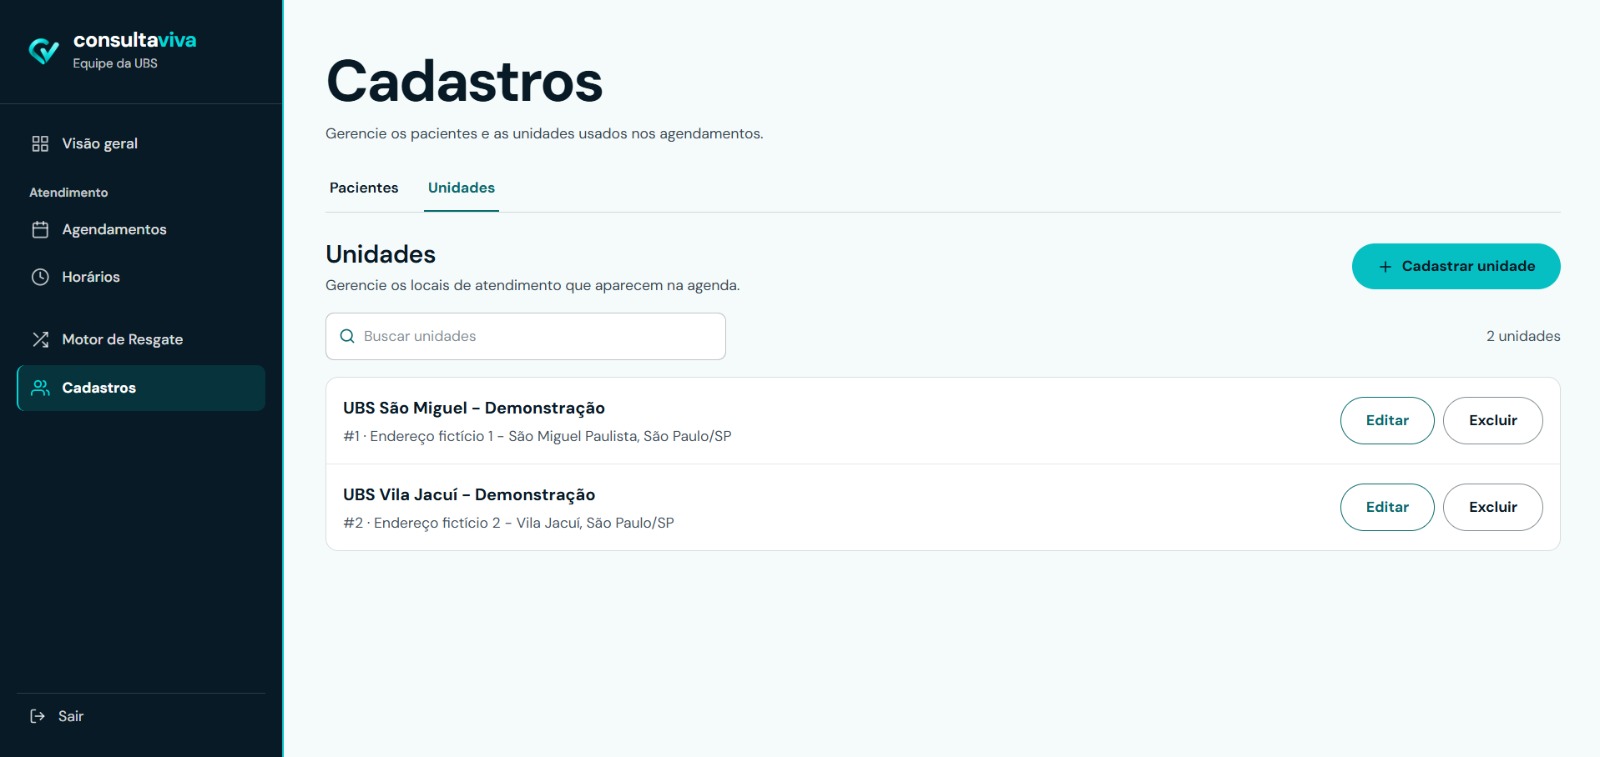 consultaviva
Equipe da UBS
Visão geral
Atendimento
Agendamentos
Horários
Motor de Resgate
Cadastros
Sair
Cadastros
Gerencie os pacientes e as unidades usados nos agendamentos.
Pacientes
Unidades
Unidades
Gerencie os locais de atendimento que aparecem na agenda.
+ Cadastrar unidade
Buscar unidades
2 unidades
UBS São Miguel – Demonstração
#1 · Endereço fictício 1 – São Miguel Paulista, São Paulo/SP
Editar
Excluir
UBS Vila Jacuí – Demonstração
#2 · Endereço fictício 2 – Vila Jacuí, São Paulo/SP
Editar
Excluir